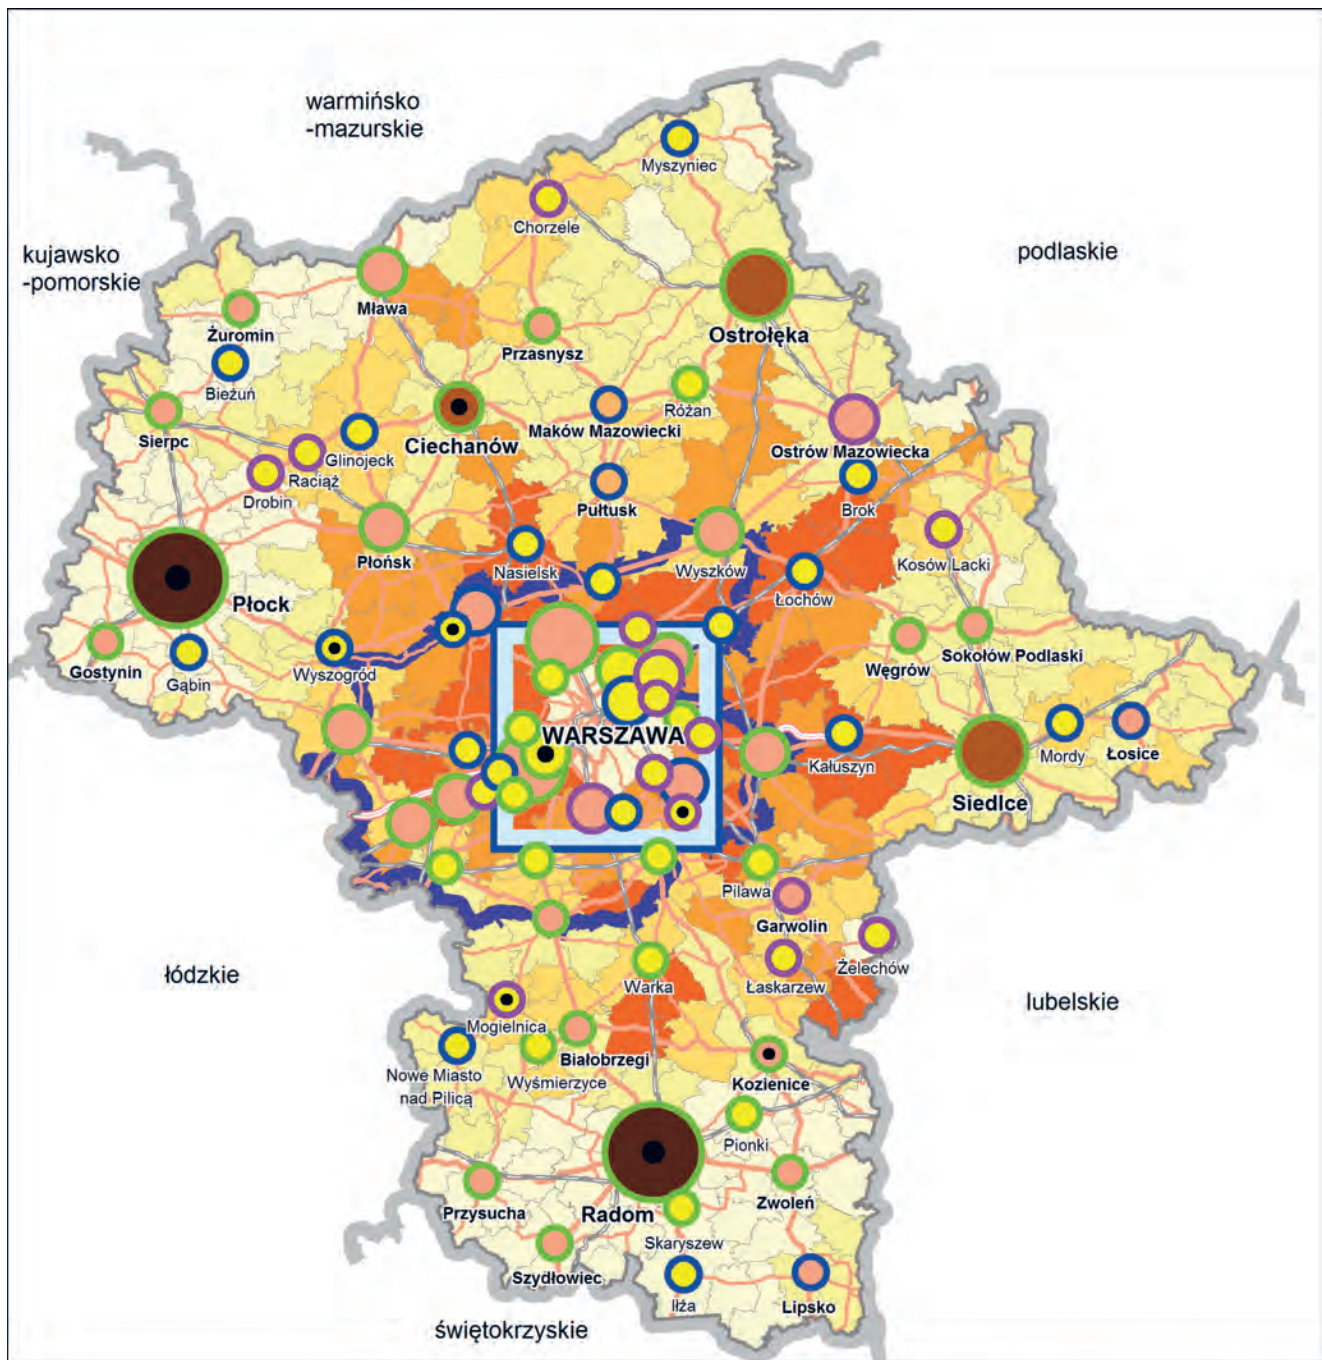 warmińsko
-mazurskie
Myszyniec
Chorzele
kujawsko
-pomorskie
podlaskie
Mława
Żuromin
Ostrołęka
Przasnysz
Bieżuń
Różan
Sierpc
Ciechanów
Maków Mazowiecki
Ostrów Mazowiecka
Glinojeck
Raciąż
Drobin
Pułtusk
Brok
Płońsk
Nasielsk
Wyszków
Kosów Lacki
Płock
Łochów
Sokołów Podlaski
Gostynin
Gąbin
Wyszogród
Węgrów
WARSZAWA
Kałuszyn
Mordy
Łosice
Siedlce
Pilawa
Garwolin
łódzkie
Warka
Łaskarzew
Żelechów
lubelskie
Mogielnica
Białobrzegi
Nowe Miasto
nad Pilicą
Wyśmierzyce
Kozienice
Pionki
Przysucha
Radom
Zwoleń
Skaryszew
Szydłowiec
Iłża
Lipsko
świętokrzyskie